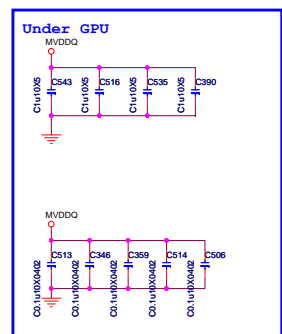 Under GPU
MVDDQ
C543 C516 C535 C390
C1u10X5 C1u10X5 C1u10X5 C1u10X5
MVDDQ
C513 C346 C359 C514 C506
C0.1u10X0402 C0.1u10X0402 C0.1u10X0402 C0.1u10X0402 C0.1u10X0402